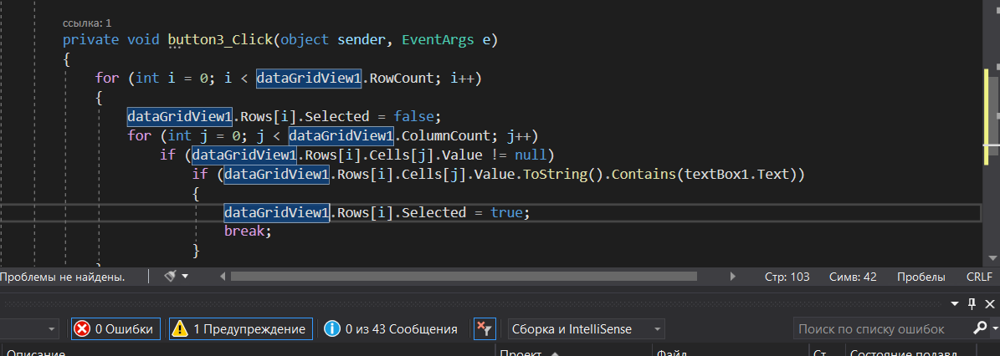 ссылка: 1
private void button3_Click(object sender, EventArgs e)
{
for (int i = 0; i < dataGridView1.RowCount; i++)
{
dataGridView1.Rows[i].Selected = false;
for (int j = 0; j < dataGridView1.ColumnCount; j++)
if (dataGridView1.Rows[i].Cells[j].Value != null)
if (dataGridView1.Rows[i].Cells[j].Value.ToString().Contains(textBox1.Text))
{
dataGridView1.Rows[i].Selected = true;
break;
}
Проблемы не найдены. Стр: 103 Симв: 42 Пробелы CRLF
0 Ошибки 1 Предупреждение 0 из 43 Сообщения Сборка и IntelliSense Поиск по списку ошибок
Описание Проект Файл Ст Состояние подавл